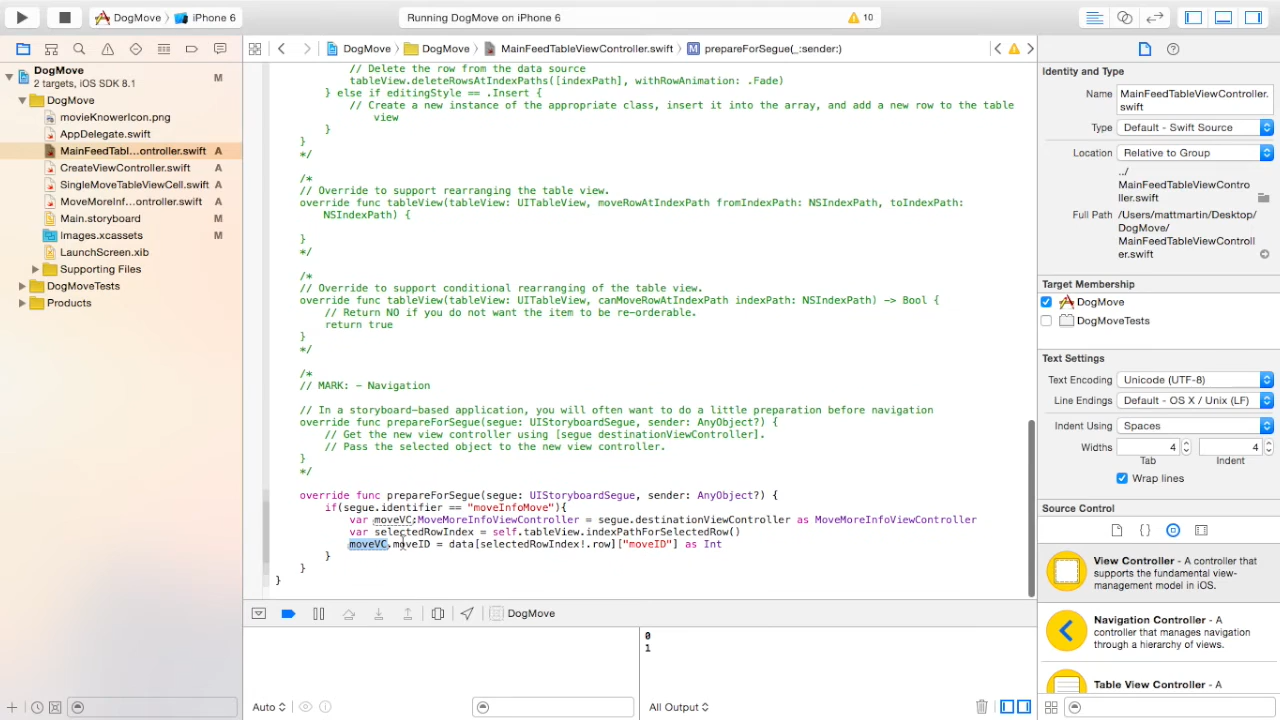 DogMove
iPhone 6
Running DogMove on iPhone 6
10
DogMove
DogMove
MainFeedTableViewController.swift
prepareForSegue(_:sender:)
DogMove
M
2 targets, iOS SDK 8.1
DogMove
movieKnowerIcon.png
AppDelegate.swift
MainFeedTabl...ontroller.swift A
CreateViewController.swift A
SingleMoveTableViewCell.swift A
MoveMoreInf...ontroller.swift A
Main.storyboard M
Images.xcassets M
LaunchScreen.xib
Supporting Files
DogMoveTests
Products
// Delete the row from the data source
tableView.deleteRowsAtIndexPaths([indexPath], withRowAnimation: .Fade)
} else if editingStyle == .Insert {
// Create a new instance of the appropriate class, insert it into the array, and add a new row to the table
view
}
}
*/
/*
// Override to support rearranging the table view.
override func tableView(tableView: UITableView, moveRowAtIndexPath fromIndexPath: NSIndexPath, toIndexPath:
NSIndexPath) {
}
*/
/*
// Override to support conditional rearranging of the table view.
override func tableView(tableView: UITableView, canMoveRowAtIndexPath indexPath: NSIndexPath) -> Bool {
// Return NO if you do not want the item to be re-orderable.
return true
}
*/
/*
// MARK: - Navigation
// In a storyboard-based application, you will often want to do a little preparation before navigation
override func prepareForSegue(segue: UIStoryboardSegue, sender: AnyObject?) {
// Get the new view controller using [segue destinationViewController].
// Pass the selected object to the new view controller.
}
*/
override func prepareForSegue(segue: UIStoryboardSegue, sender: AnyObject?) {
if(segue.identifier == "moveInfoMove"){
var moveVC:MoveMoreInfoViewController = segue.destinationViewController as MoveMoreInfoViewController
var selectedRowIndex = self.tableView.indexPathForSelectedRow()
moveVC.moveID = data[selectedRowIndex!.row]["moveID"] as Int
}
}
}
DogMove
0
1
Auto
All Output
Identity and Type
Name MainFeedTableViewController.
swift
Type Default - Swift Source
Location Relative to Group
../
MainFeedTableViewContro
ller.swift
Full Path /Users/mattmartin/Desktop/
DogMove/
MainFeedTableViewControll
er.swift
Target Membership
DogMove
DogMoveTests
Text Settings
Text Encoding Unicode (UTF-8)
Line Endings Default - OS X / Unix (LF)
Indent Using Spaces
Widths 4 4
Tab Indent
Wrap lines
Source Control
View Controller - A
controller that supports the
fundamental view-
management model in iOS.
Navigation Controller - A
controller that manages navigation
through a hierarchy of views.
Table View Controller - A